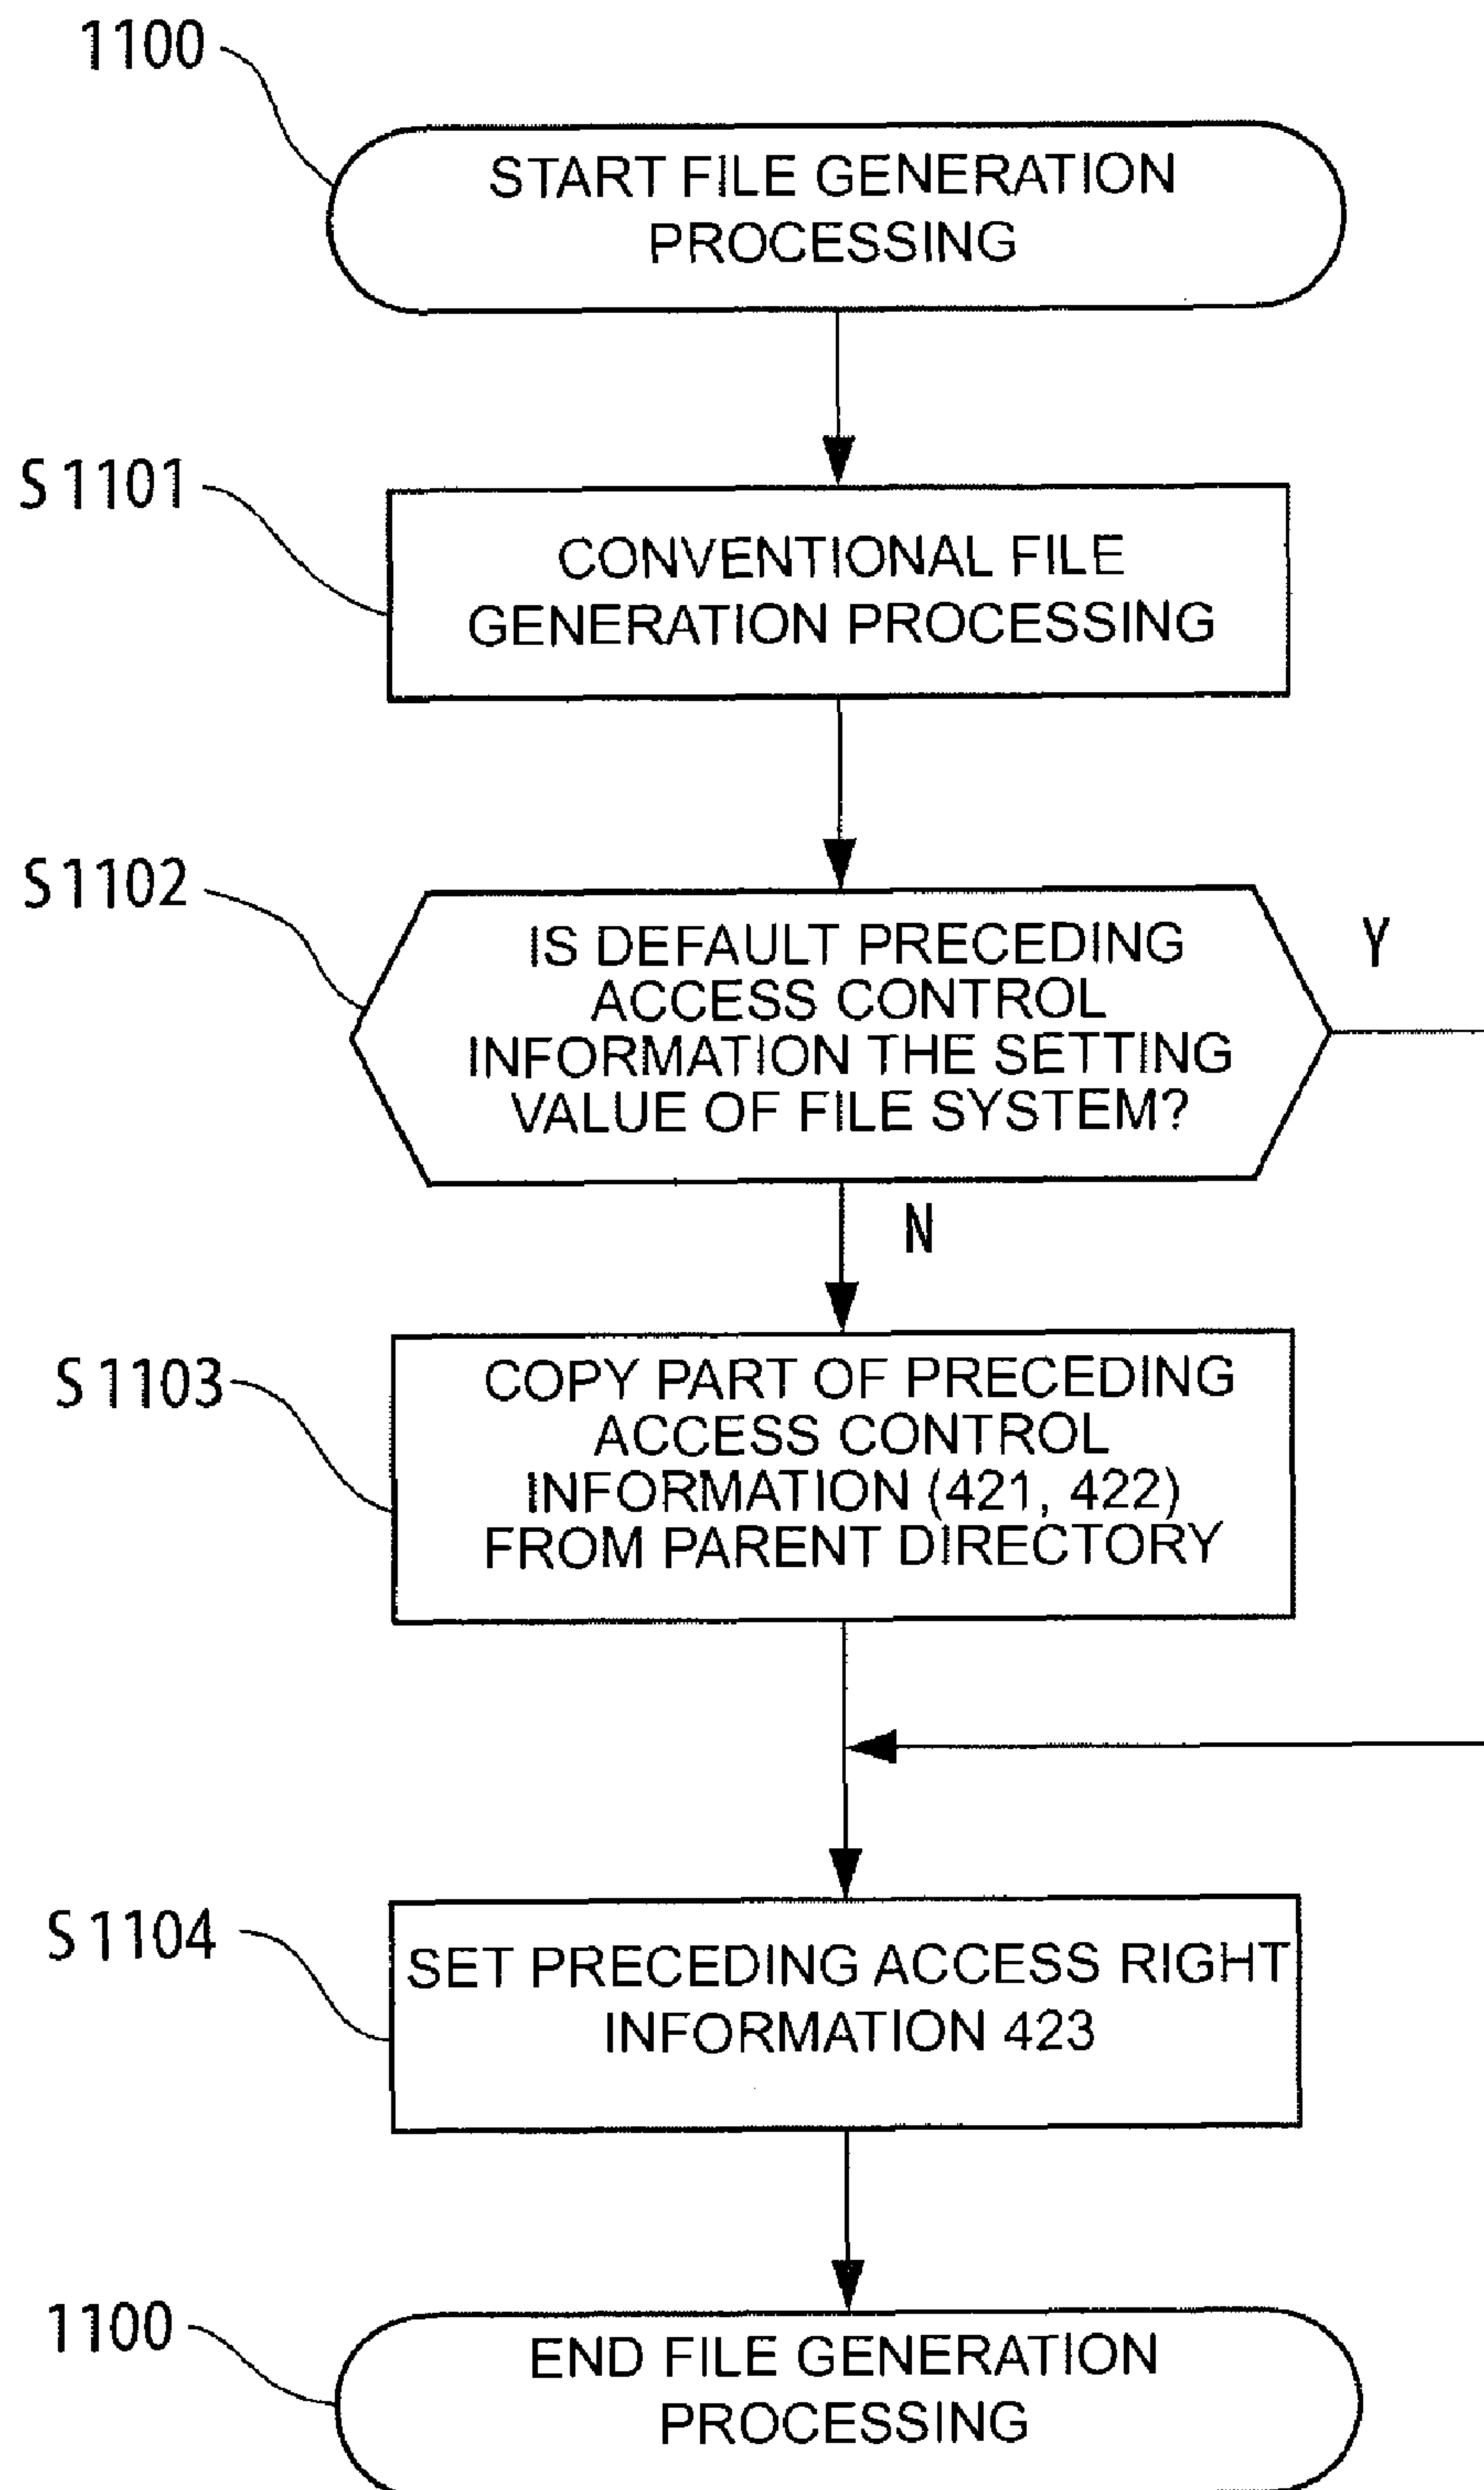 1100
START FILE GENERATION
PROCESSING
S1101
CONVENTIONAL FILE
GENERATION PROCESSING
S1102
IS DEFAULT PRECEDING
ACCESS CONTROL
INFORMATION THE SETTING
VALUE OF FILE SYSTEM?
Y
N
S1103
COPY PART OF PRECEDING
ACCESS CONTROL
INFORMATION (421, 422)
FROM PARENT DIRECTORY
S1104
SET PRECEDING ACCESS RIGHT
INFORMATION 423
1100
END FILE GENERATION
PROCESSING